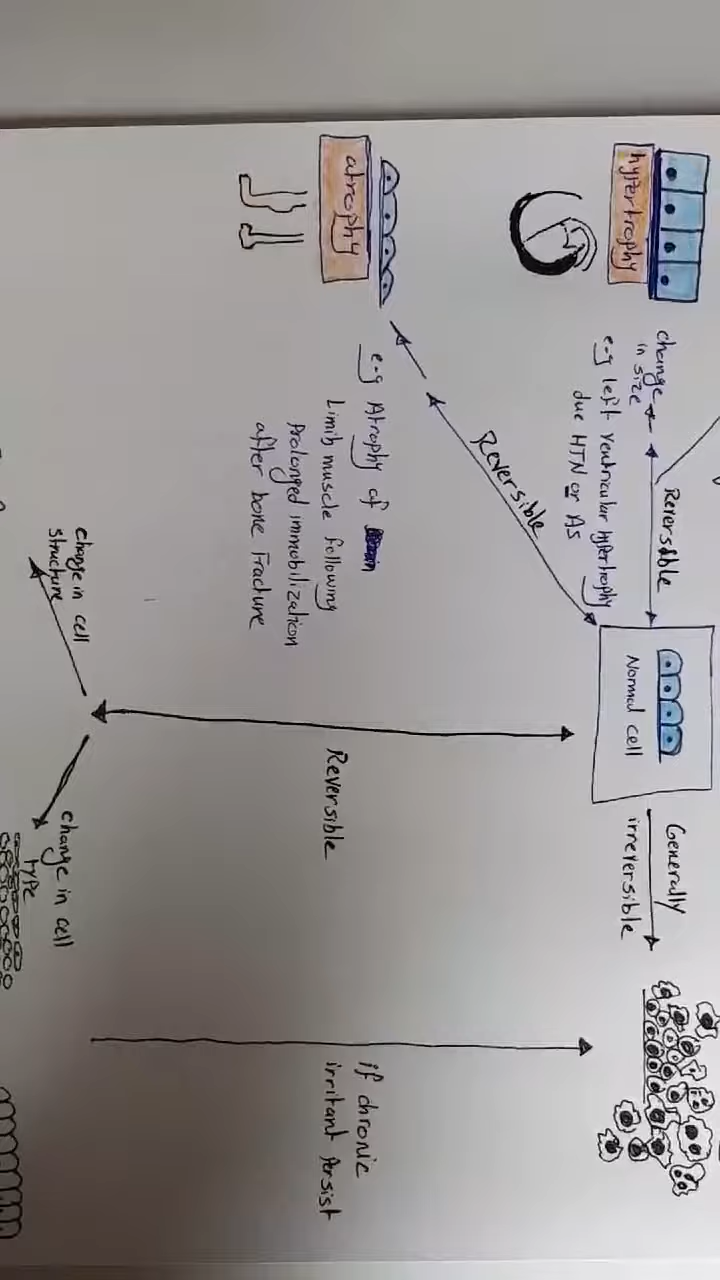 hypertrophy
change
in size
Reversible
e-g left ventricular hypertrophy
due HTN or As
atrophy
e-g Atrophy of
Limb muscle following
Prolonged immobilization
after bone fracture
Reversible
Normal cell
Generally
irreversible
Reversible
change in cell
structure
change in cell
type
if chronic
irritant Persist